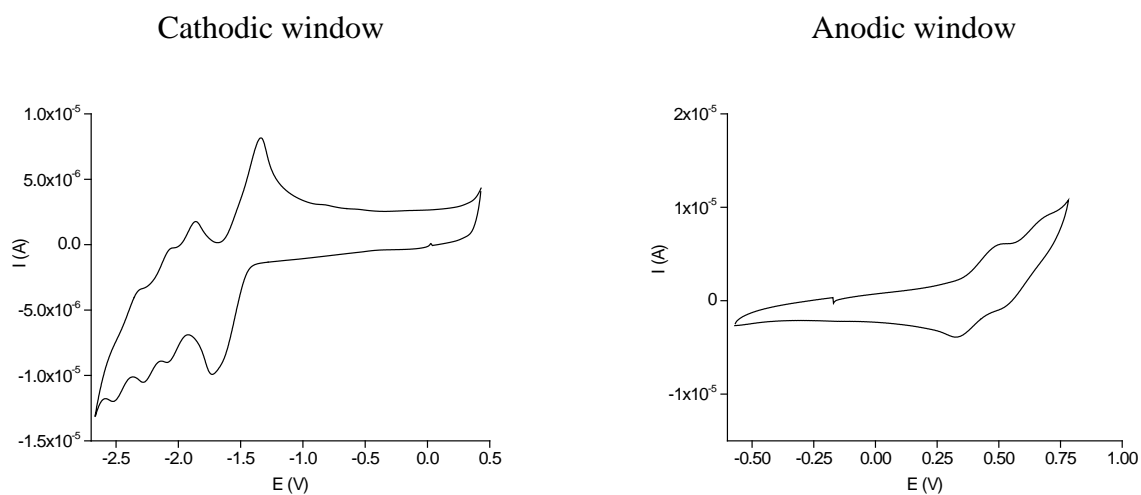 Cathodic window
Anodic window
1.0x10⁻⁵
5.0x10⁻⁶
0.0
-5.0x10⁻⁶
-1.0x10⁻⁵
-1.5x10⁻⁵
I (A)
-2.5 -2.0 -1.5 -1.0 -0.5 0.0 0.5
E (V)
2x10⁻⁵
1x10⁻⁵
0
-1x10⁻⁵
I (A)
-0.50 -0.25 0.00 0.25 0.50 0.75 1.00
E (V)